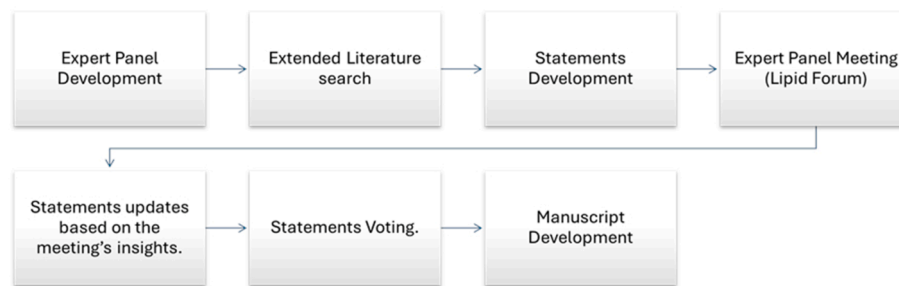 Expert Panel
Development
Extended Literature
search
Statements
Development
Expert Panel Meeting
(Lipid Forum)
Statements updates
based on the
meeting's insights.
Statements Voting.
Manuscript
Development